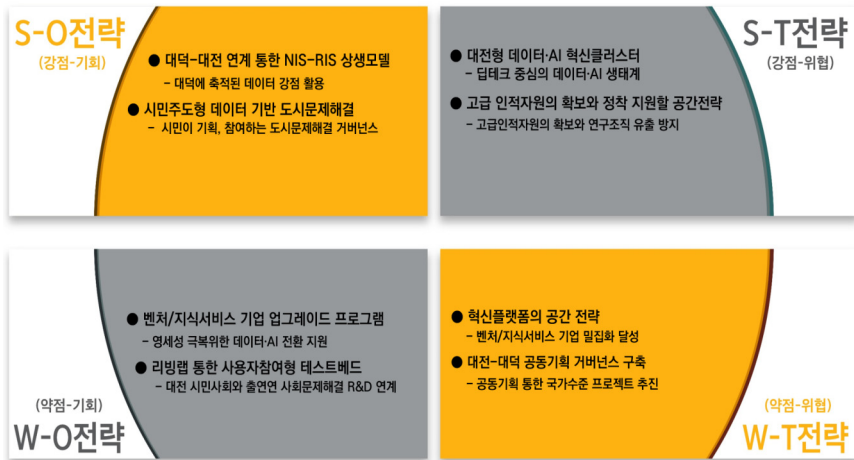 S-O전략
(강점-기회)
● 대덕-대전 연계 통한 NIS-RIS 상생모델
- 대덕에 축적된 데이터 강점 활용
● 시민주도형 데이터 기반 도시문제해결
- 시민이 기획, 참여하는 도시문제해결 거버넌스
S-T전략
(강점-위협)
● 대전형 데이터·AI 혁신클러스터
- 딥테크 중심의 데이터·AI 생태계
● 고급 인적자원의 확보와 정착 지원할 공간전략
- 고급인적자원의 확보와 연구조직 유출 방지
● 벤처/지식서비스 기업 업그레이드 프로그램
- 영세성 극복위한 데이터·AI 전환 지원
● 리빙랩 통한 사용자참여형 테스트베드
- 대전 시민사회와 출연연 사회문제해결 R&D 연계
(약점-기회)
W-O전략
● 혁신플랫폼의 공간 전략
- 벤처/지식서비스 기업 밀집화 달성
● 대전-대덕 공동기획 거버넌스 구축
- 공동기획 통한 국가수준 프로젝트 추진
(약점-위협)
W-T전략